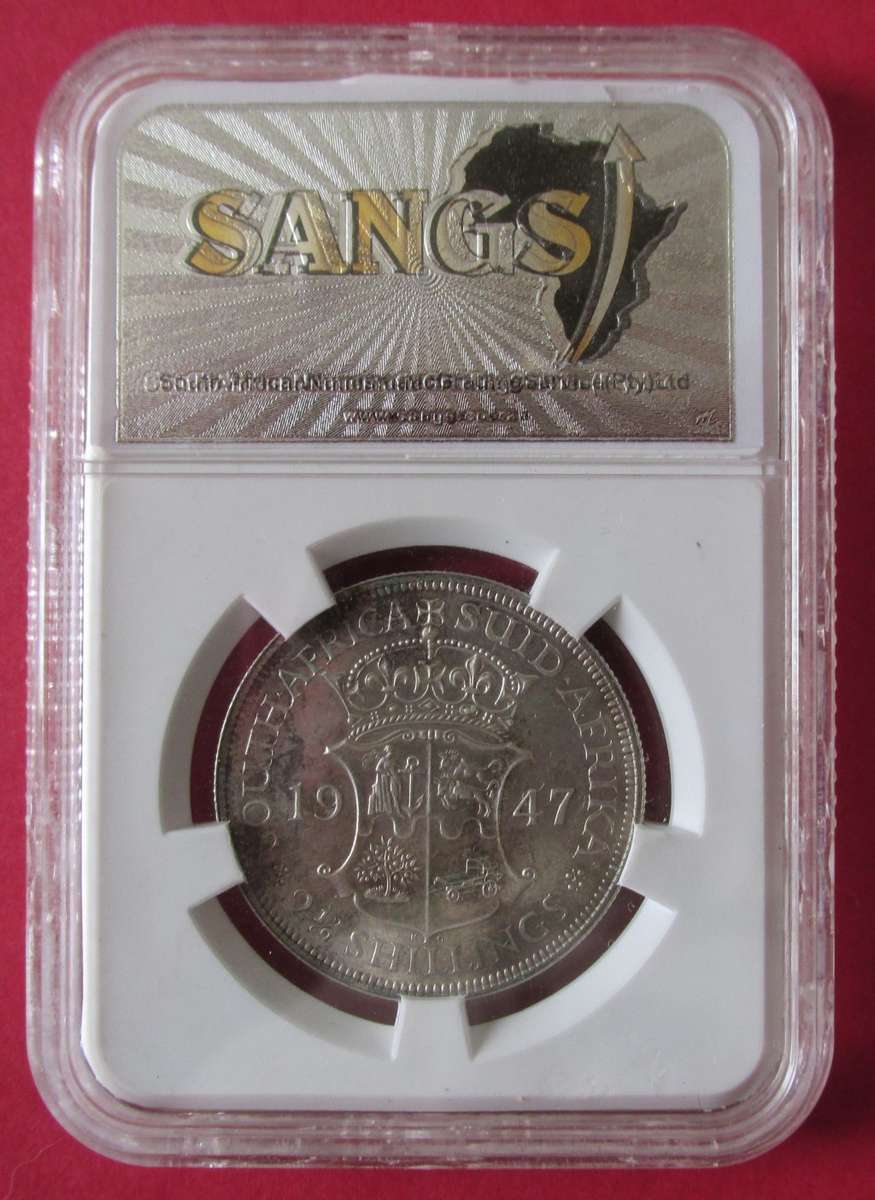 SANGS
South African Numismatic Grading Service (Pty) Ltd
SOUTH AFRICA SUID-AFRIKA
19 47
2½ SHILLINGS